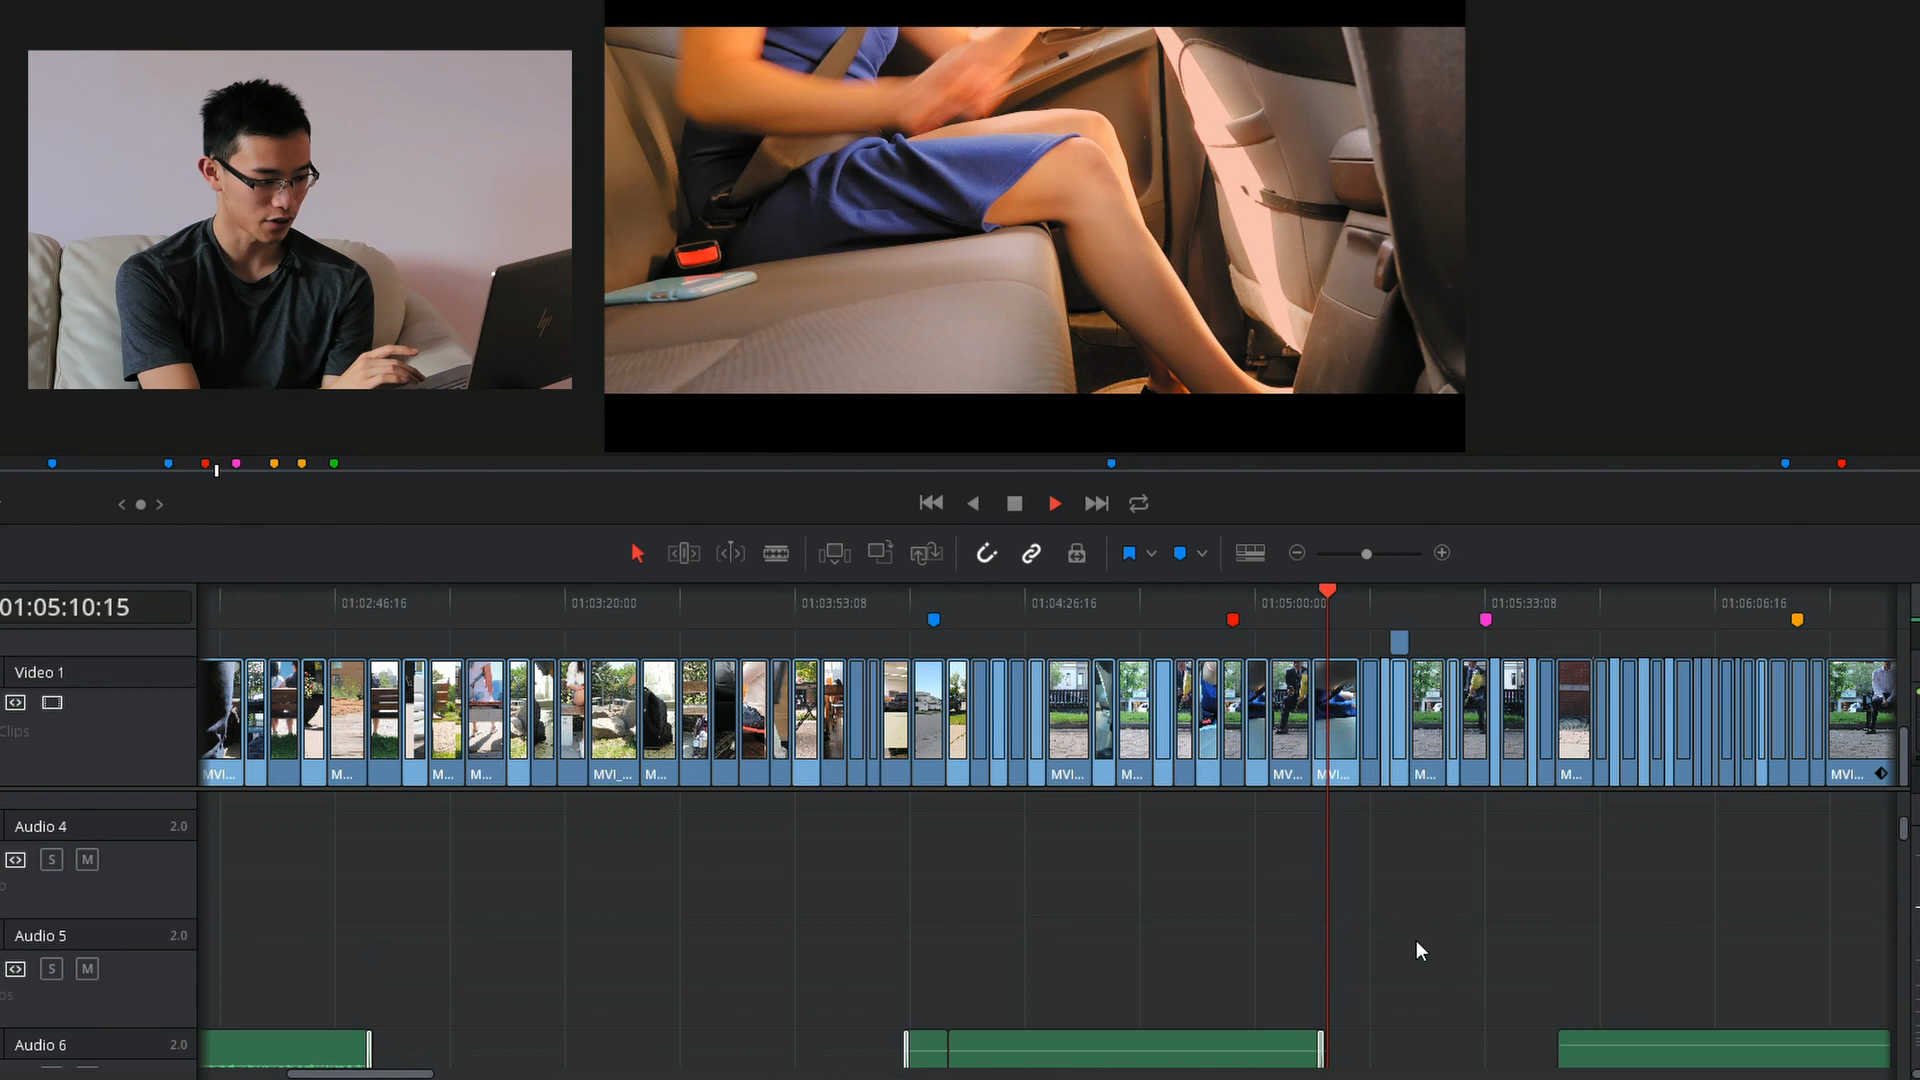 hp
01:05:10:15
01:02:46:16
01:03:20:00
01:03:53:08
01:04:26:16
01:05:00:00
01:05:33:08
01:06:06:16
Video 1
Clips
MVI...
M...
M...
M...
MVI_...
M...
MVI...
M...
MV...
MVI...
M...
M...
MVI...
Audio 4
2.0
S
M
Audio 5
2.0
S
M
Audio 6
2.0